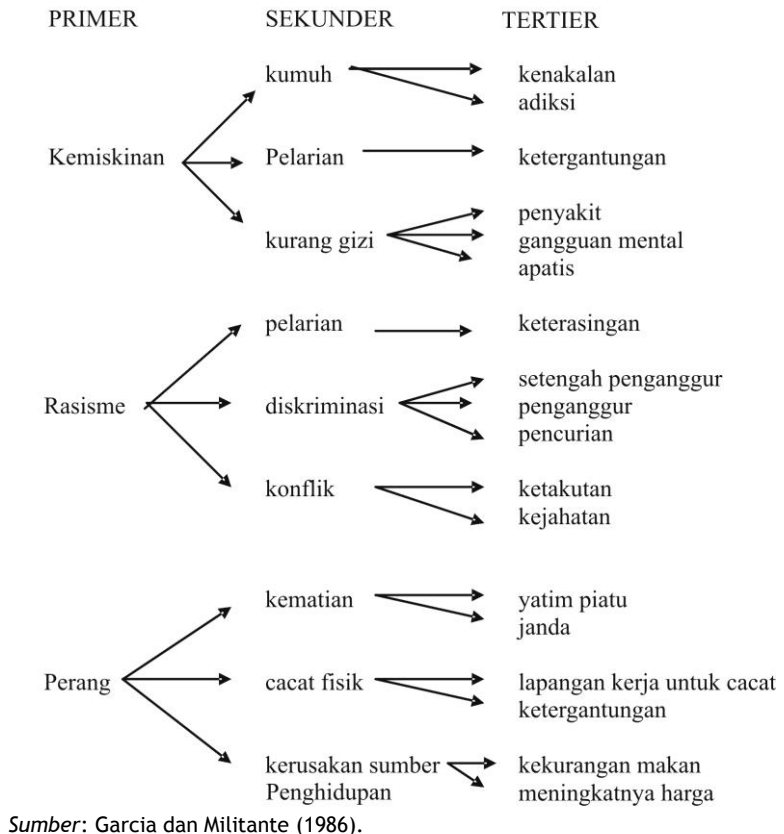 PRIMER SEKUNDER TERTIER
kumuh kenakalan
adiksi
Kemiskinan Pelarian ketergantungan
penyakit
kurang gizi gangguan mental
apatis
pelarian keterasingan
setengah penganggur
Rasisme diskriminasi penganggur
pencurian
konflik ketakutan
kejahatan
kematian yatim piatu
janda
Perang cacat fisik lapangan kerja untuk cacat
ketergantungan
kerusakan sumber kekurangan makan
Penghidupan meningkatnya harga
Sumber: Garcia dan Militante (1986).